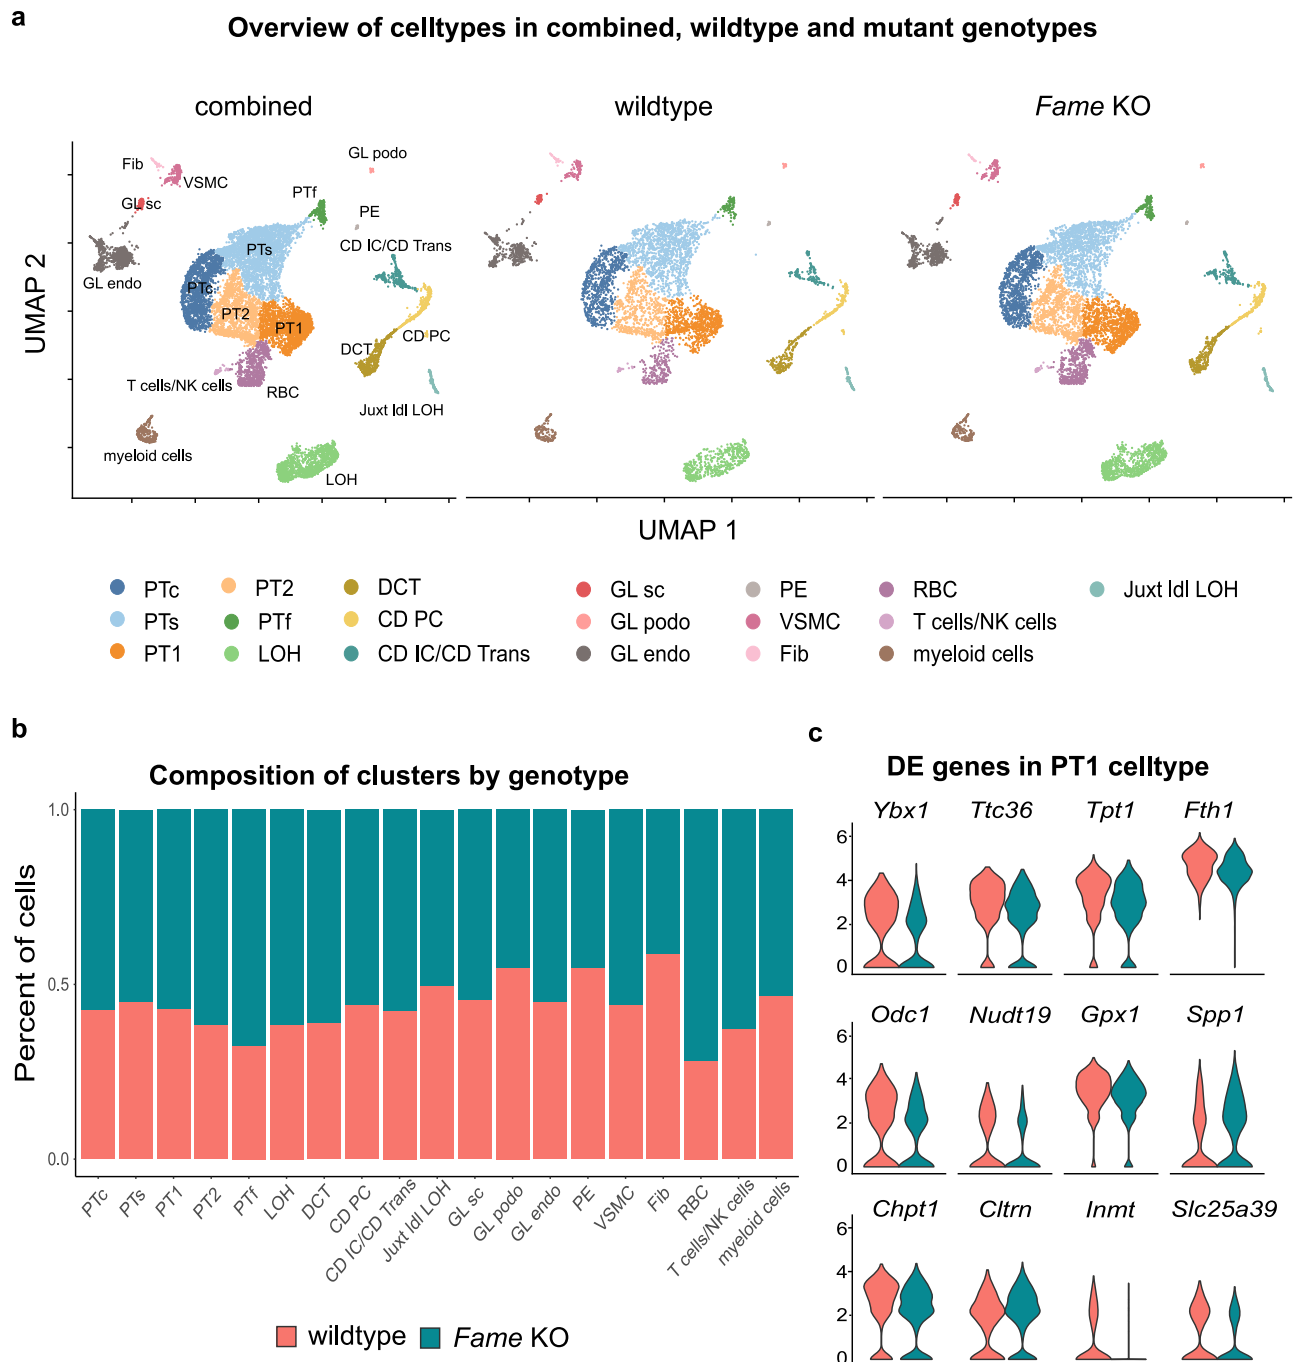 a
Overview of celltypes in combined, wildtype and mutant genotypes
combined
wildtype
Fame KO
UMAP 2
Fib
VSMC
GL sc
GL endo
PTs
PTc
PT2
PT1
PTf
GL podo
PE
CD IC/CD Trans
CD PC
DCT
T cells/NK cells
RBC
Juxt Idl LOH
myeloid cells
LOH
UMAP 1
PTc
PT2
DCT
GL sc
PE
RBC
Juxt Idl LOH
PTs
PTf
CD PC
GL podo
VSMC
T cells/NK cells
PT1
LOH
CD IC/CD Trans
GL endo
Fib
myeloid cells
b
Composition of clusters by genotype
Percent of cells
1.0
0.5
0.0
PTc
PTs
PT1
PT2
PTf
LOH
DCT
CD PC
CD IC/CD Trans
Juxt Idl LOH
GL sc
GL podo
GL endo
PE
VSMC
Fib
RBC
T cells/NK cells
myeloid cells
wildtype
Fame KO
c
DE genes in PT1 celltype
Ybx1 Ttc36 Tpt1 Fth1
6
4
2
0
Odc1 Nudt19 Gpx1 Spp1
6
4
2
0
Chpt1 Cltrn Inmt Slc25a39
6
4
2
0